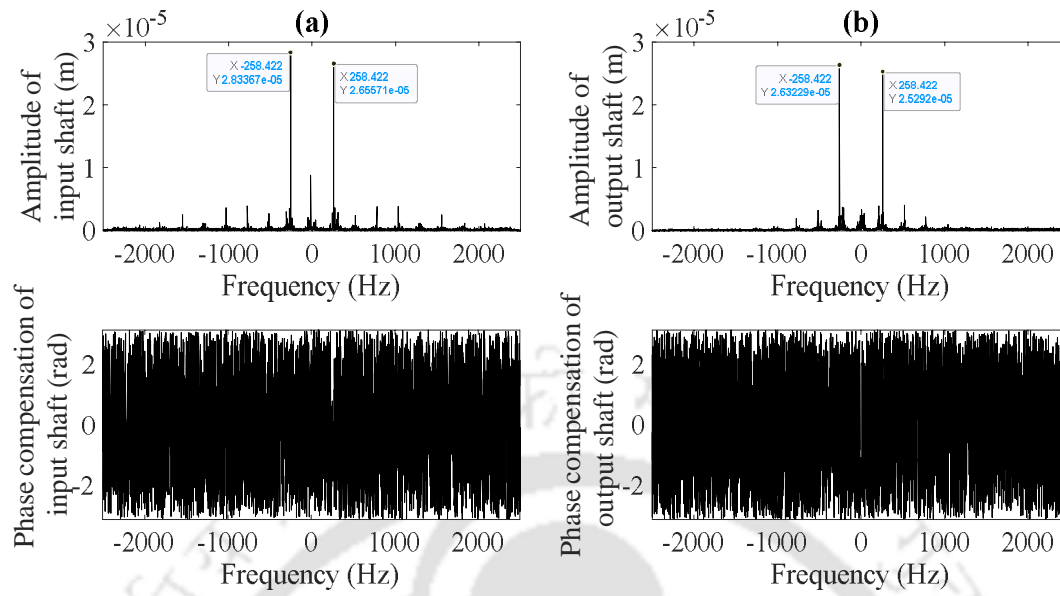 (a)
×10⁻⁵
3
2
1
0
Amplitude of
input shaft (m)
X -258.422
Y 2.83367e-05
X 258.422
Y 2.65571e-05
-2000 -1000 0 1000 2000
Frequency (Hz)
(b)
×10⁻⁵
3
2
1
0
Amplitude of
output shaft (m)
X -258.422
Y 2.63229e-05
X 258.422
Y 2.5292e-05
-2000 -1000 0 1000 2000
Frequency (Hz)
Phase compensation of
input shaft (rad)
2
0
-2
-2000 -1000 0 1000 2000
Frequency (Hz)
Phase compensation of
output shaft (rad)
2
0
-2
-2000 -1000 0 1000 2000
Frequency (Hz)